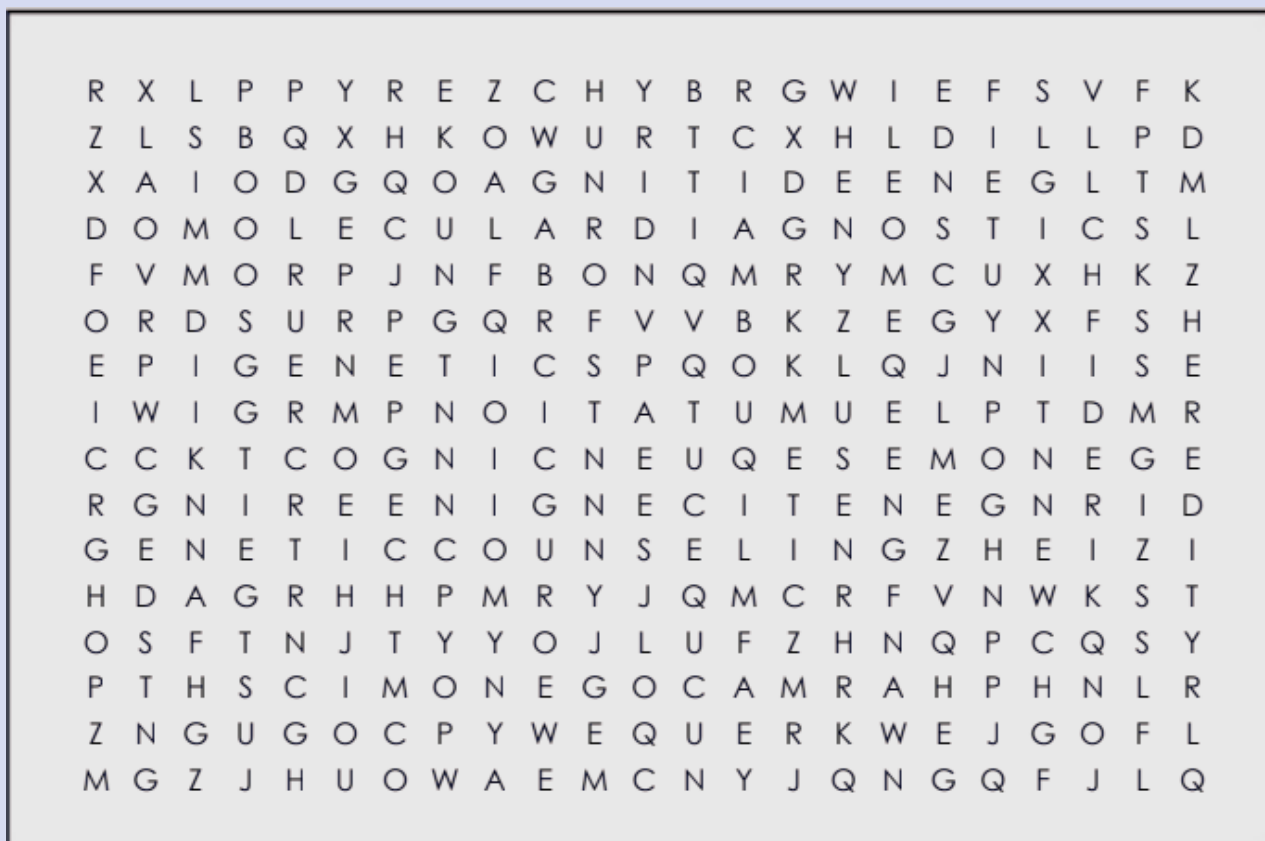 R X L P P Y R E Z C H Y B R G W I E F S V F K
Z L S B Q X H K O W U R T C X H L D I L L P D
X A I O D G Q O A G N I T I D E E N E G L T M
D O M O L E C U L A R D I A G N O S T I C S L
F V M O R P J N F B O N Q M R Y M C U X H K Z
O R D S U R P G Q R F V V B K Z E G Y X F S H
E P I G E N E T I C S P Q O K L Q J N I I S E
I W I G R M P N O I T A T U M U E L P T D M R
C C K T C O G N I C N E U Q E S E M O N E G E
R G N I R E E N I G N E C I T E N E G N R I D
G E N E T I C C O U N S E L I N G Z H E I Z I
H D A G R H H P M R Y J Q M C R F V N W K S T
O S F T N J T Y Y O J L U F Z H N Q P C Q S Y
P T H S C I M O N E G O C A M R A H P H N L R
Z N G U G O C P Y W E Q U E R K W E J G O F L
M G Z J H U O W A E M C N Y J Q N G Q F J L Q